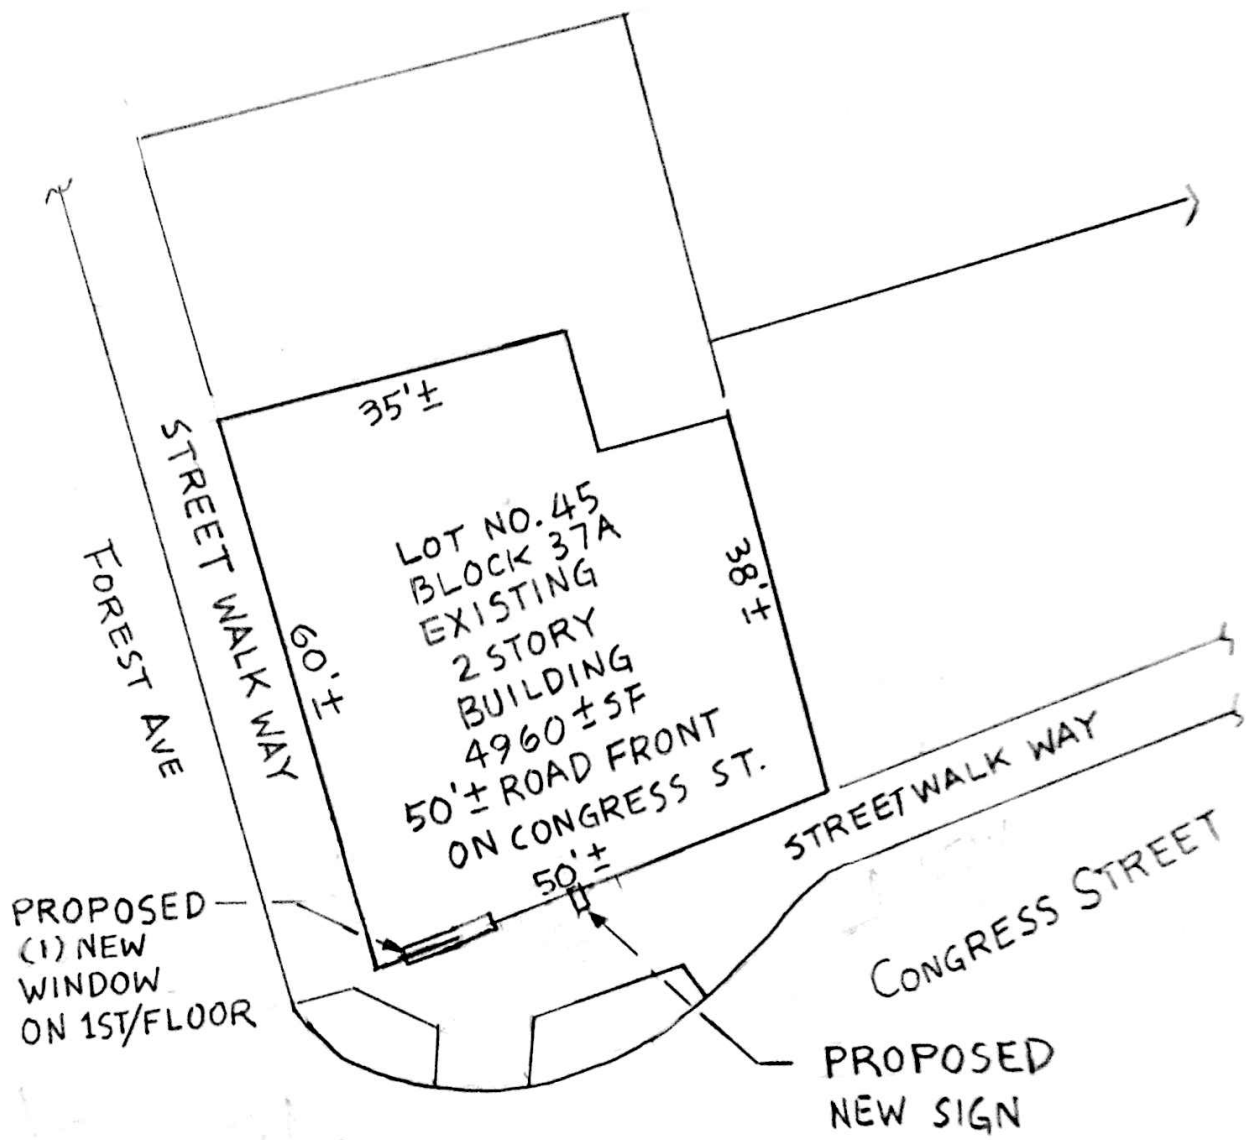 35'±
STREET WALK WAY
FOREST AVE
60'±
38'±
LOT NO. 45
BLOCK 37A
EXISTING
2 STORY
BUILDING
4960 ± SF
50'± ROAD FRONT
ON CONGRESS ST.
50'±
STREETWALK WAY
CONGRESS STREET
PROPOSED
(1) NEW
WINDOW
ON 1ST/FLOOR
PROPOSED
NEW SIGN